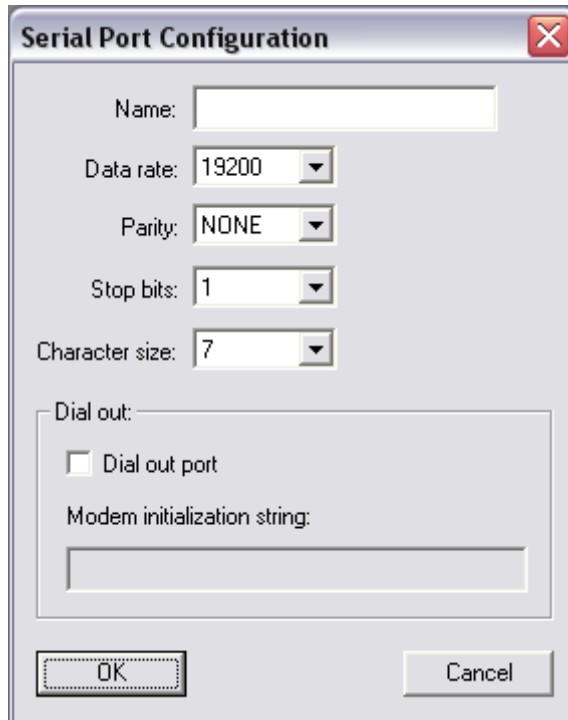 Serial Port Configuration
Name:
Data rate: 19200
Parity: NONE
Stop bits: 1
Character size: 7
Dial out:
Dial out port
Modem initialization string:
OK Cancel